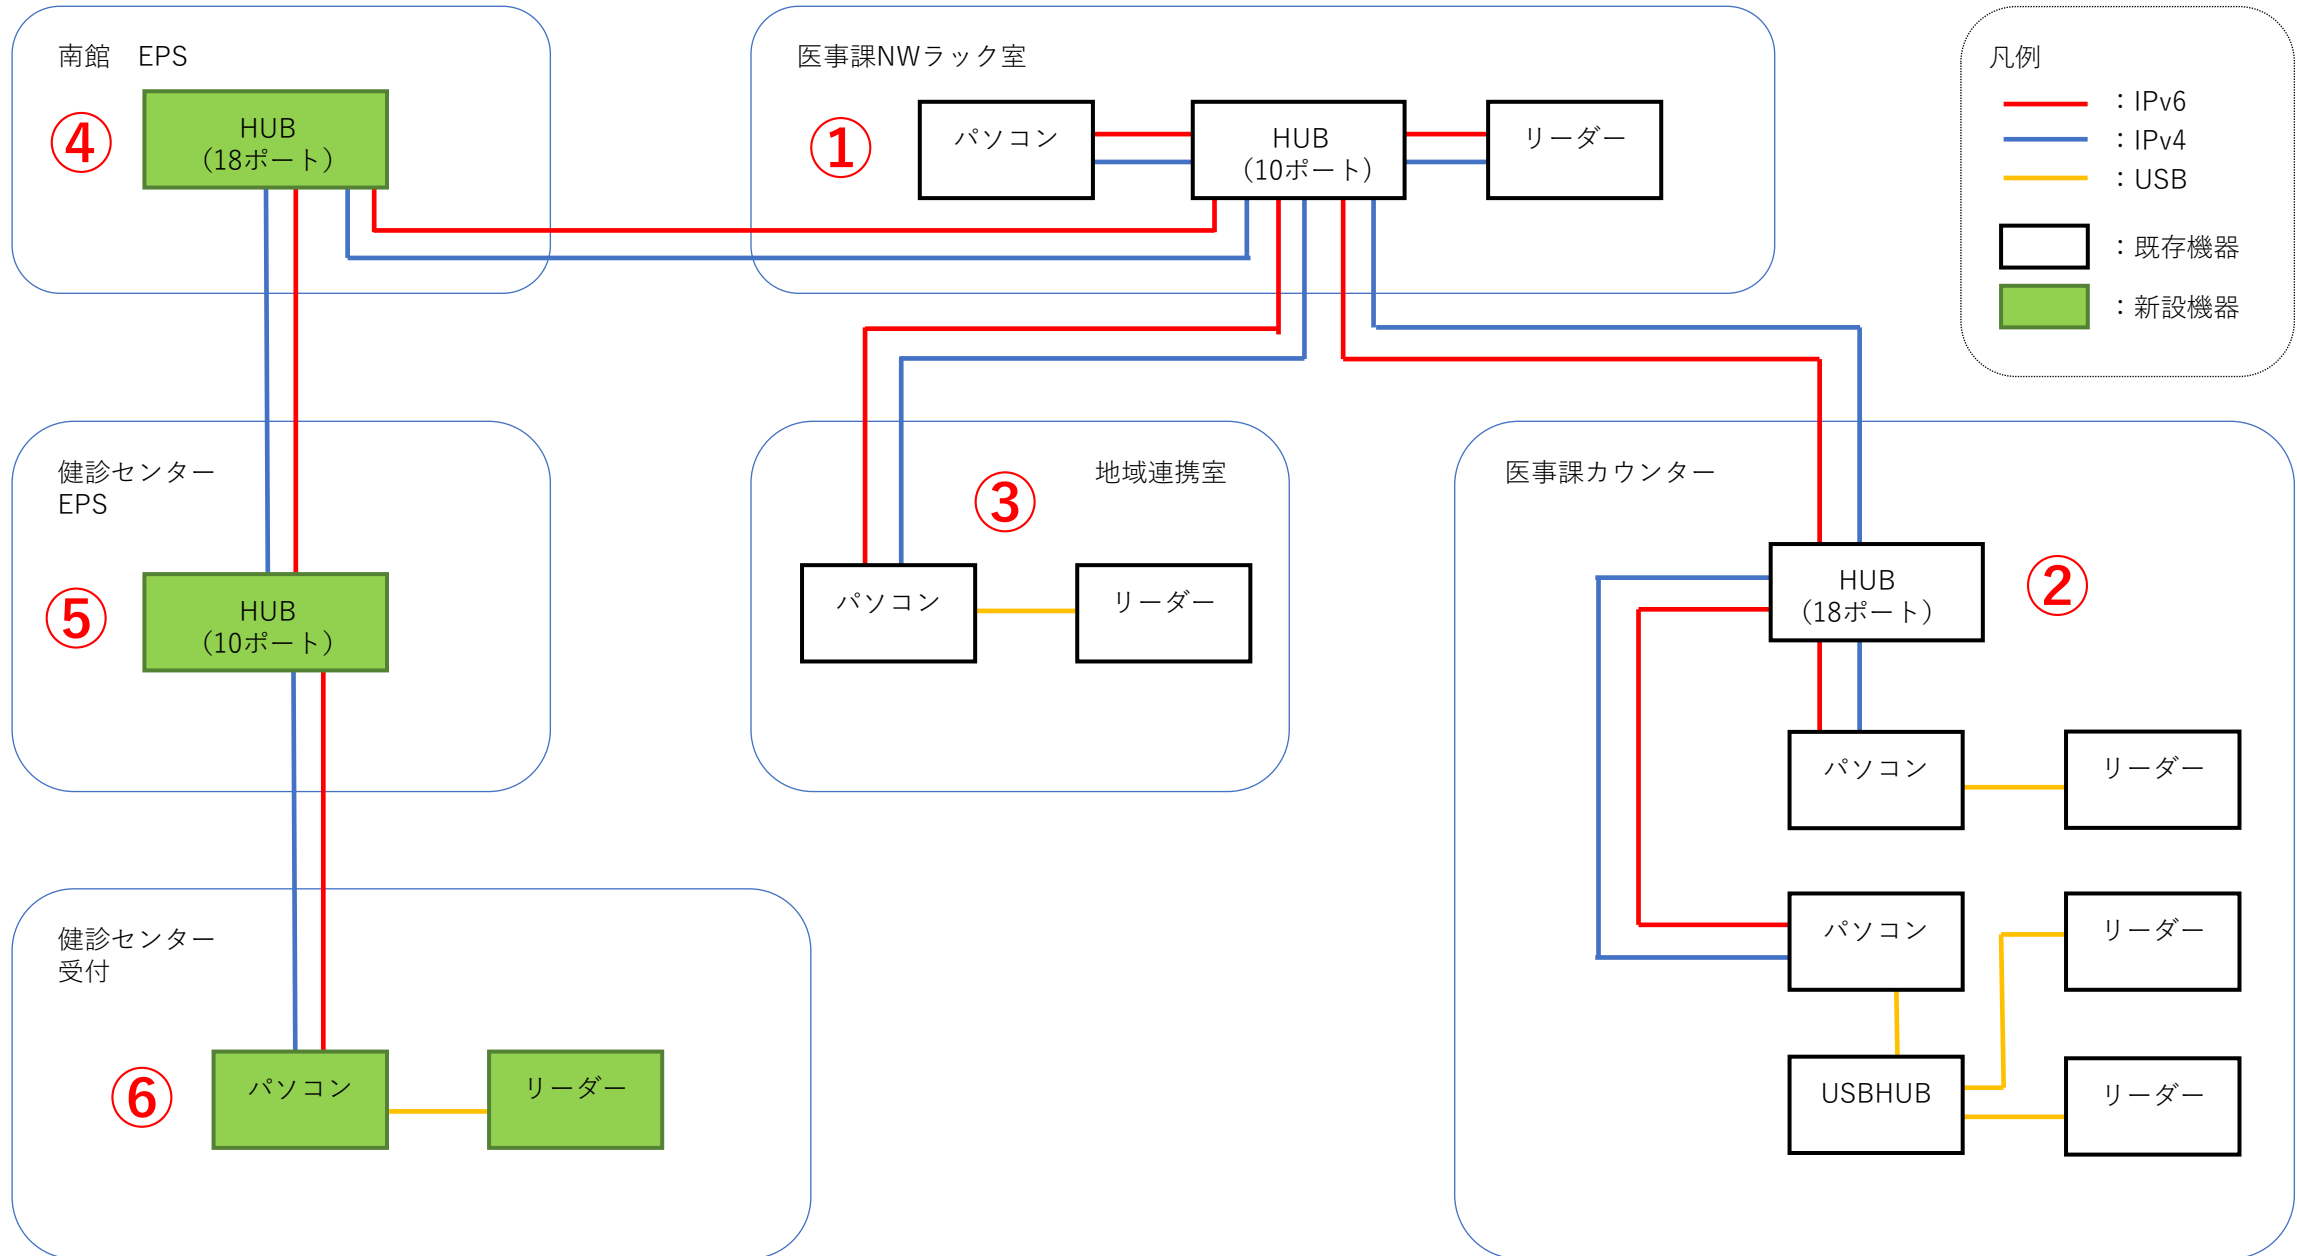 南館　EPS
④
HUB
（18ポート）
医事課NWラック室
①
パソコン
HUB
（10ポート）
リーダー
凡例
：IPv6
：IPv4
：USB
：既存機器
：新設機器
健診センター
EPS
⑤
HUB
（10ポート）
地域連携室
③
パソコン
リーダー
医事課カウンター
②
HUB
（18ポート）
パソコン
リーダー
パソコン
リーダー
USBHUB
リーダー
健診センター
受付
⑥
パソコン
リーダー